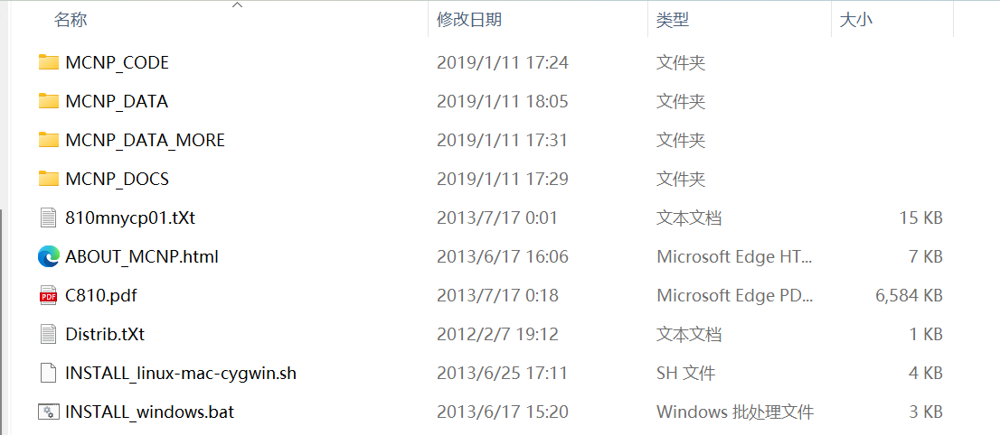 名称 修改日期 类型 大小
MCNP_CODE 2019/1/11 17:24 文件夹
MCNP_DATA 2019/1/11 18:05 文件夹
MCNP_DATA_MORE 2019/1/11 17:31 文件夹
MCNP_DOCS 2019/1/11 17:29 文件夹
810mnycp01.tXt 2013/7/17 0:01 文本文档 15 KB
ABOUT_MCNP.html 2013/6/17 16:06 Microsoft Edge HT... 7 KB
PDF C810.pdf 2013/7/17 0:18 Microsoft Edge PD... 6,584 KB
Distrib.tXt 2012/2/7 19:12 文本文档 1 KB
INSTALL_linux-mac-cygwin.sh 2013/6/25 17:11 SH 文件 4 KB
INSTALL_windows.bat 2013/6/17 15:20 Windows 批处理文件 3 KB